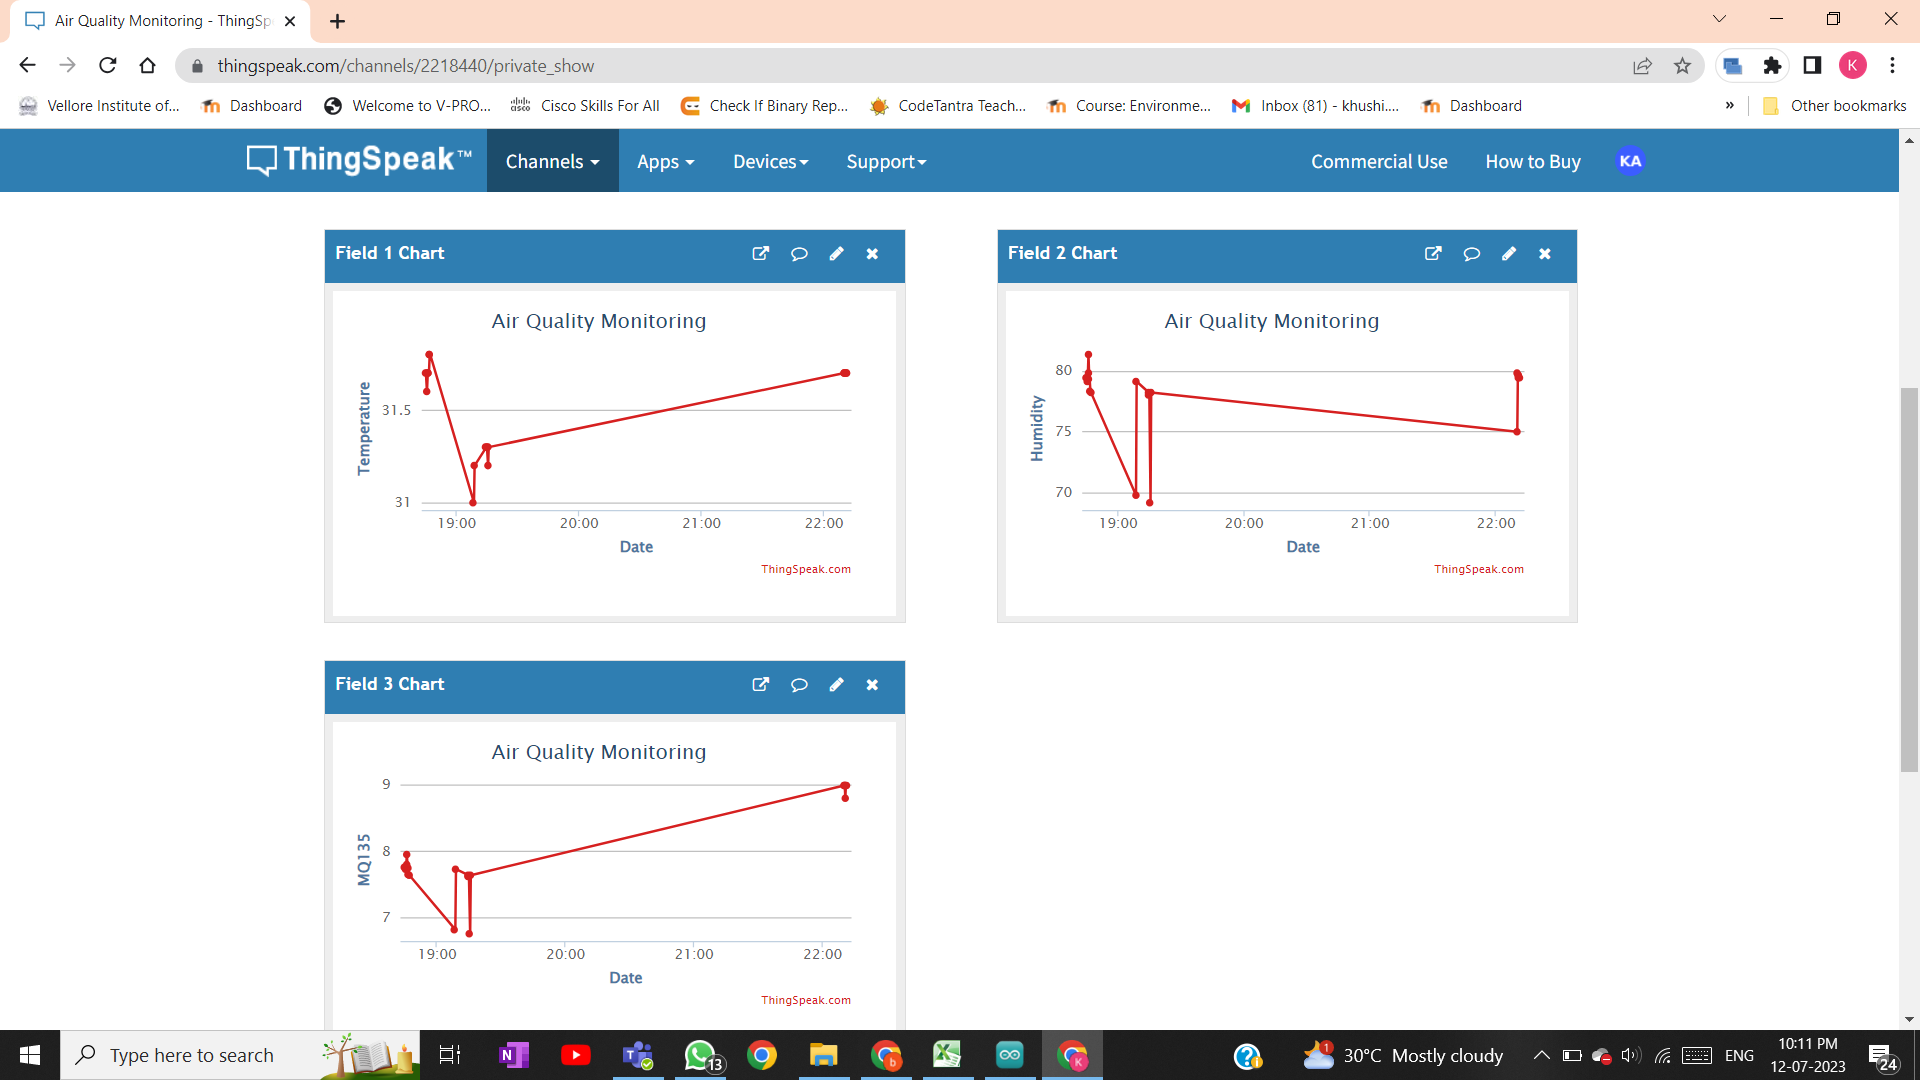 Air Quality Monitoring - ThingSp
thingspeak.com/channels/2218440/private_show
K
Vellore Institute of...
Dashboard
Welcome to V-PRO...
Cisco Skills For All
Check If Binary Rep...
CodeTantra Teach...
Course: Environme...
Inbox (81) - khushi....
Dashboard
»
Other bookmarks
ThingSpeak™
Channels
Apps
Devices
Support
Commercial Use
How to Buy
KA
Field 1 Chart
Air Quality Monitoring
Temperature
31.5
31
19:00
20:00
21:00
22:00
Date
ThingSpeak.com
Field 2 Chart
Air Quality Monitoring
Humidity
80
75
70
19:00
20:00
21:00
22:00
Date
ThingSpeak.com
Field 3 Chart
Air Quality Monitoring
MQ135
9
8
7
19:00
20:00
21:00
22:00
Date
ThingSpeak.com
Type here to search
13
1
30°C Mostly cloudy
ENG
10:11 PM
12-07-2023
24